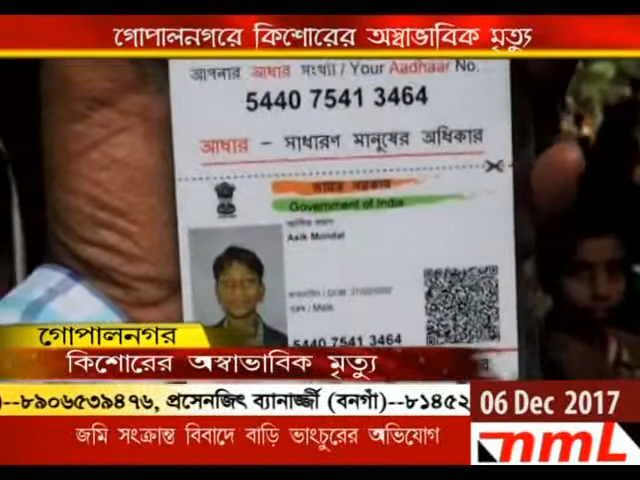 গোপালনগরে কিশোরের অস্বাভাবিক মৃত্যু
আপনার আধার সংখ্যা / Your Aadhaar No.
5440 7541 3464
আধার – সাধারণ মানুষের অধিকার
ভারত সরকার
Government of India
Asik Mondal
/ Male
5440 7541 3464
গোপালনগর
কিশোরের অস্বাভাবিক মৃত্যু
)--৮৯০৬৫৩৯৪৭৬, প্রসেনজিৎ ব্যানার্জ্জী (বনগাঁ)--৮১৪৫২
06 Dec 2017
জমি সংক্রান্ত বিবাদে বাড়ি ভাংচুরের অভিযোগ
nmL